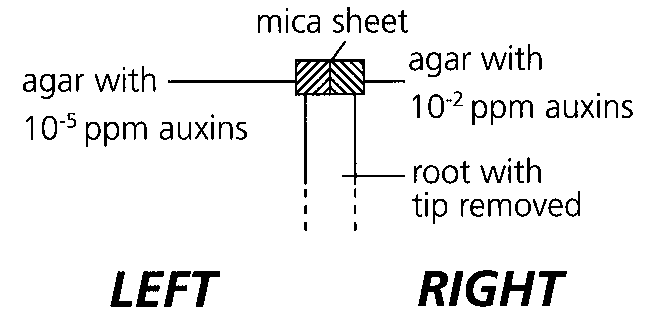 mica sheet
agar with
10⁻⁵ ppm auxins
agar with
10⁻² ppm auxins
root with
tip removed
LEFT RIGHT